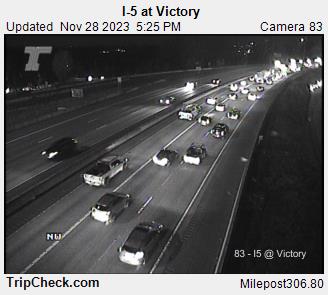 I-5 at Victory
Updated Nov 28 2023 5:25 PM Camera 83
T
NW
83 - I5 @ Victory
TripCheck.com Milepost306.80